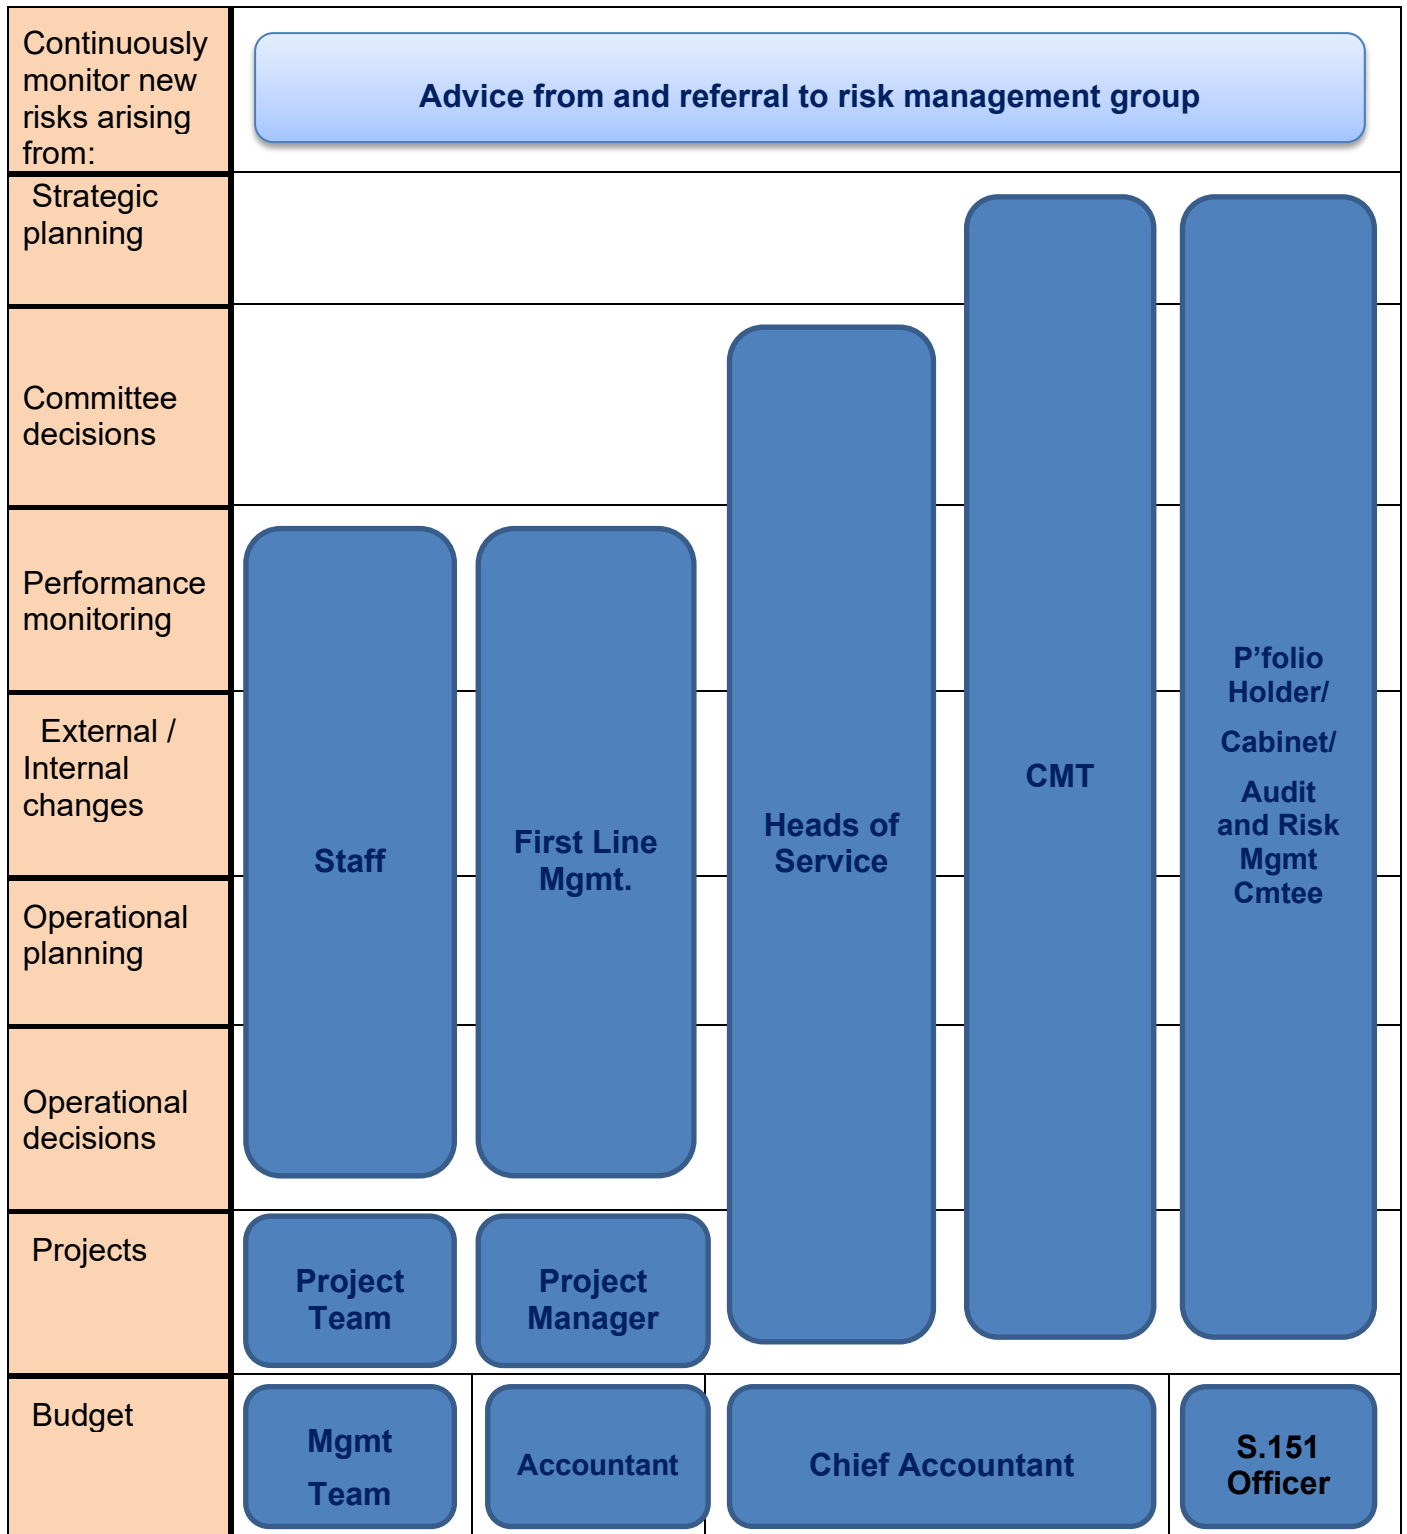 Continuously
monitor new
risks arising
from:
Advice from and referral to risk management group
Strategic
planning
Committee
decisions
Performance
monitoring
External /
Internal
changes
Operational
planning
Operational
decisions
Staff
First Line
Mgmt.
Heads of
Service
CMT
P’folio
Holder/
Cabinet/
Audit
and Risk
Mgmt
Cmtee
Projects
Project
Team
Project
Manager
Budget
Mgmt
Team
Accountant
Chief Accountant
S.151
Officer